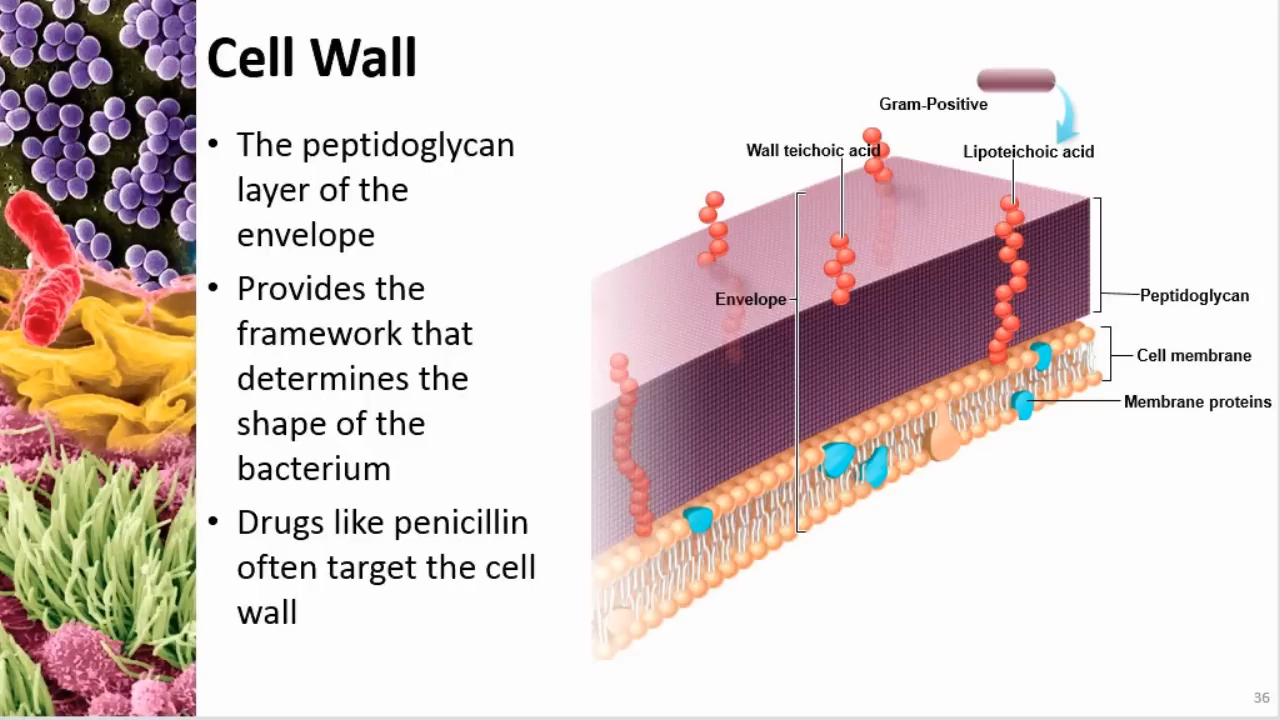 Cell Wall
• The peptidoglycan
layer of the
envelope
• Provides the
framework that
determines the
shape of the
bacterium
• Drugs like penicillin
often target the cell
wall
Gram-Positive
Wall teichoic acid
Lipoteichoic acid
Envelope
Peptidoglycan
Cell membrane
Membrane proteins
36